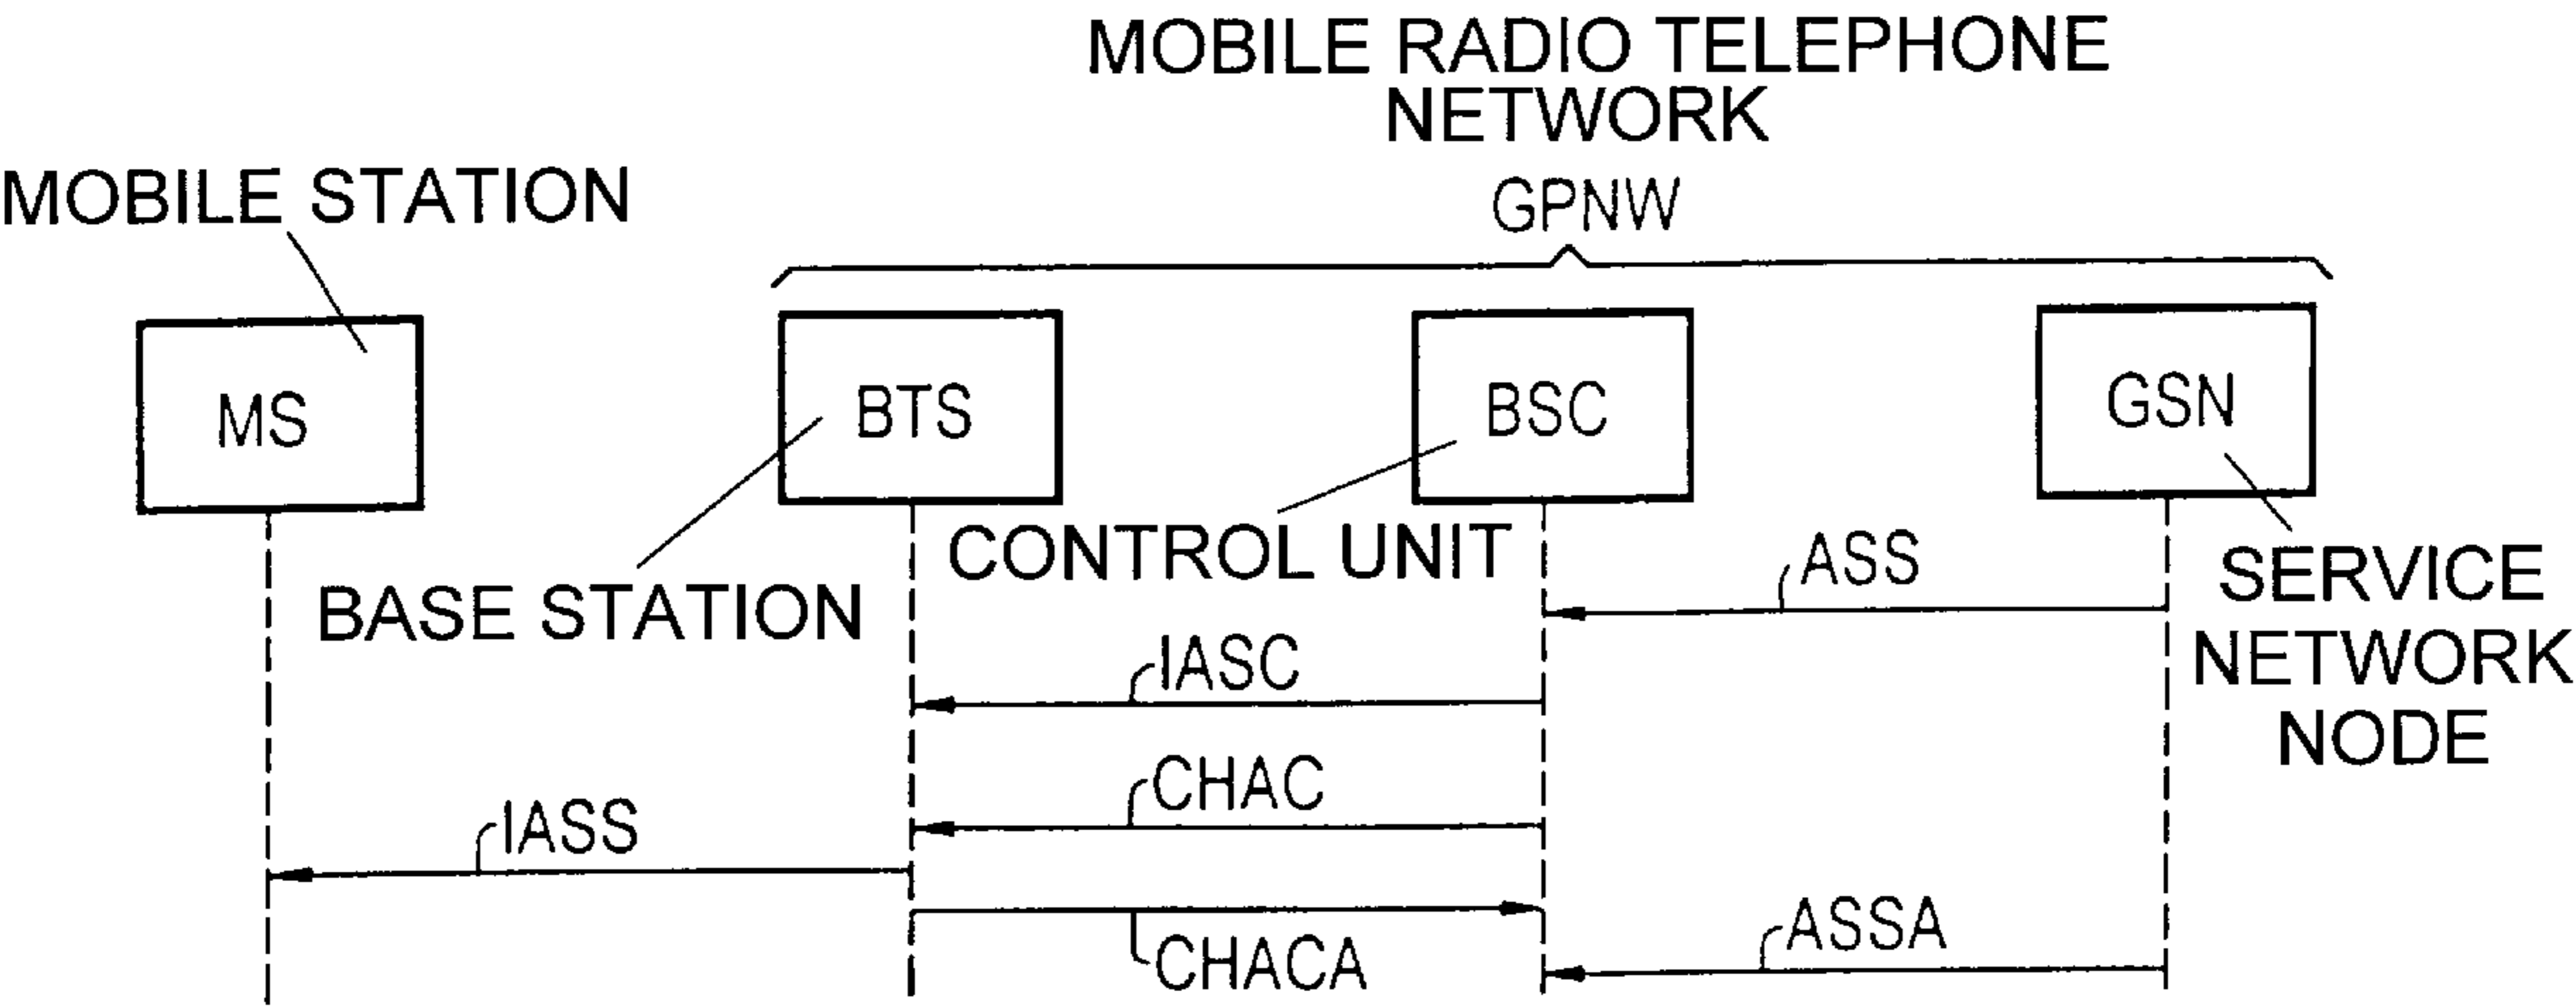 MOBILE RADIO TELEPHONE
NETWORK
GPNW
MOBILE STATION
MS
BTS
BSC
GSN
BASE STATION
CONTROL UNIT
SERVICE
NETWORK
NODE
ASS
IASC
CHAC
IASS
CHACA
ASSA